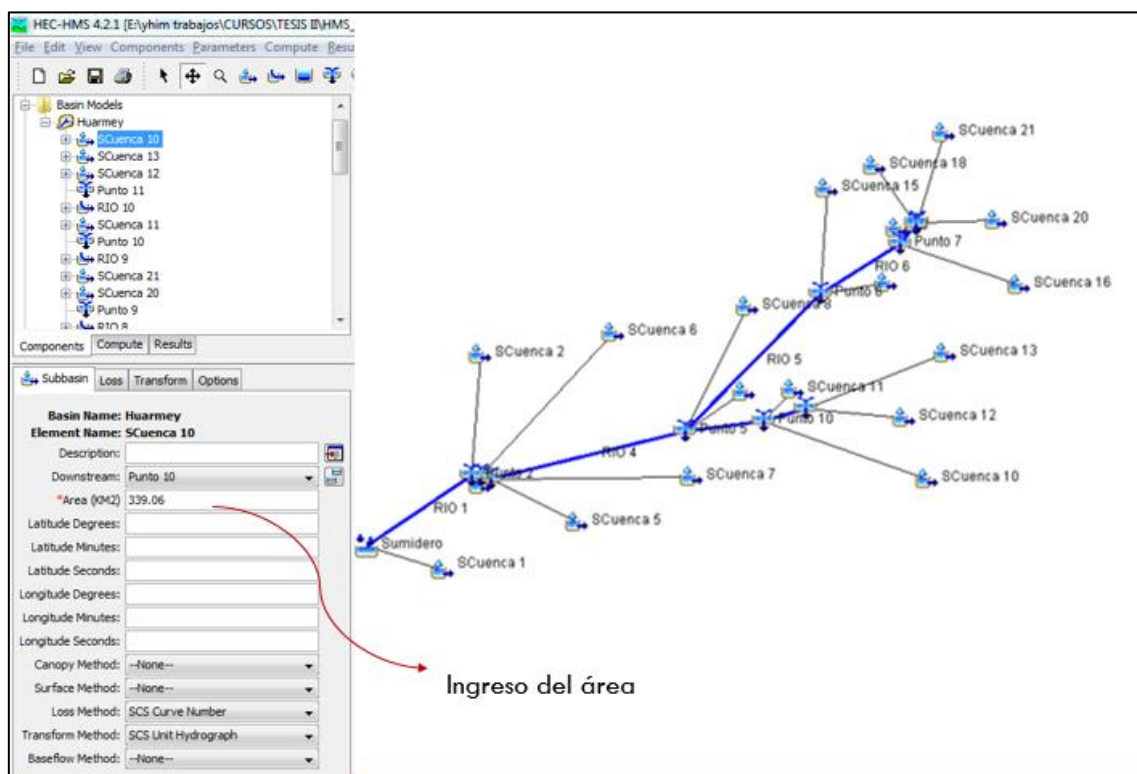 HEC-HMS 4.2.1 [E:\yhim trabajos\CURSOS\TESIS II\HMS_
File Edit View Components Parameters Compute Resu
Basin Models
Huarmey
SCuenca 10
SCuenca 13
SCuenca 12
Punto 11
RIO 10
SCuenca 11
Punto 10
RIO 9
SCuenca 21
SCuenca 20
Punto 9
RIO 8
Components Compute Results
Subbasin Loss Transform Options
Basin Name: Huarmey
Element Name: SCuenca 10
Description:
Downstream: Punto 10
*Area (KM2) 339.06
Latitude Degrees:
Latitude Minutes:
Latitude Seconds:
Longitude Degrees:
Longitude Minutes:
Longitude Seconds:
Canopy Method: --None--
Surface Method: --None--
Loss Method: SCS Curve Number
Transform Method: SCS Unit Hydrograph
Baseflow Method: --None--
SCuenca 21
SCuenca 18
SCuenca 15
SCuenca 20
Punto 7
RIO 6
SCuenca 16
Punto 6
SCuenca 8
SCuenca 6
SCuenca 2
RIO 5
SCuenca 13
SCuenca 11
SCuenca 12
Punto 10
Punto 5
RIO 4
SCuenca 10
SCuenca 7
Punto 2
RIO 1
SCuenca 5
Sumidero
SCuenca 1
Ingreso del área